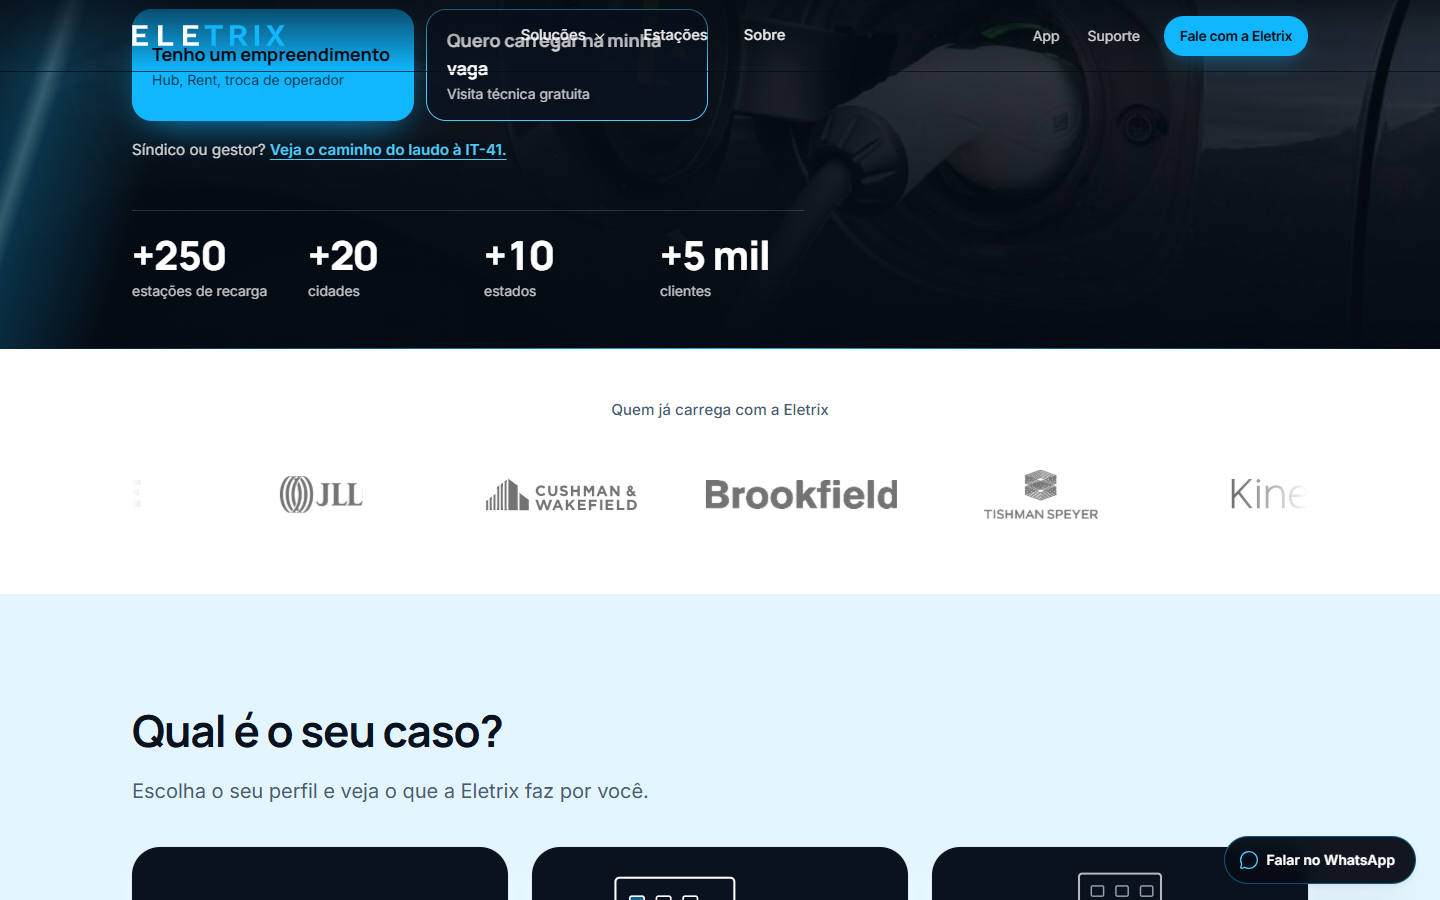 ELETRIX
Soluções
Estações
Sobre
App
Suporte
Fale com a Eletrix
Tenho um empreendimento
Hub, Rent, troca de operador
Quero carregar na minha
vaga
Visita técnica gratuita
Síndico ou gestor? Veja o caminho do laudo à IT-41.
+250
estações de recarga
+20
cidades
+10
estados
+5 mil
clientes
Quem já carrega com a Eletrix
JLL
CUSHMAN &
WAKEFIELD
Brookfield
TISHMAN SPEYER
Kine
Qual é o seu caso?
Escolha o seu perfil e veja o que a Eletrix faz por você.
Falar no WhatsApp